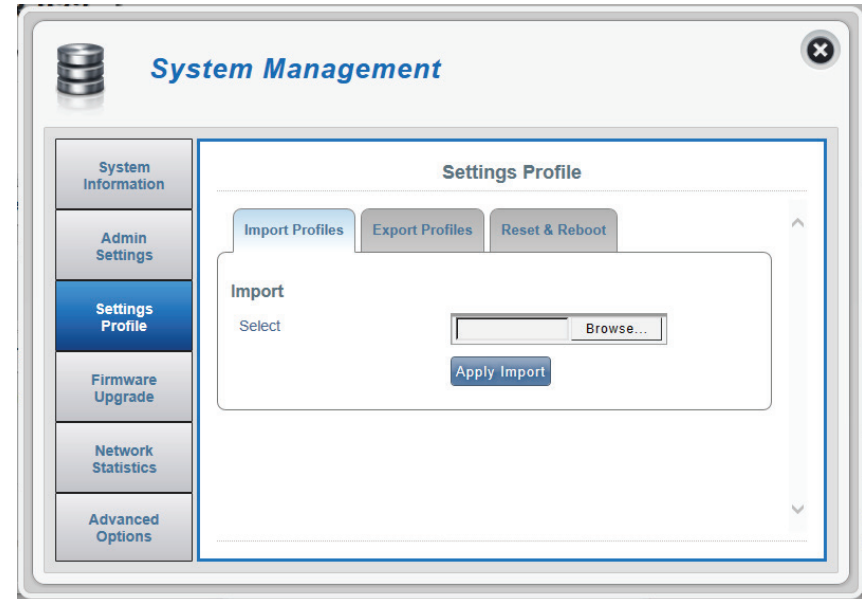 System Management
System
Information
Admin
Settings
Settings
Profile
Firmware
Upgrade
Network
Statistics
Advanced
Options
Settings Profile
Import Profiles
Export Profiles
Reset & Reboot
Import
Select
Browse...
Apply Import